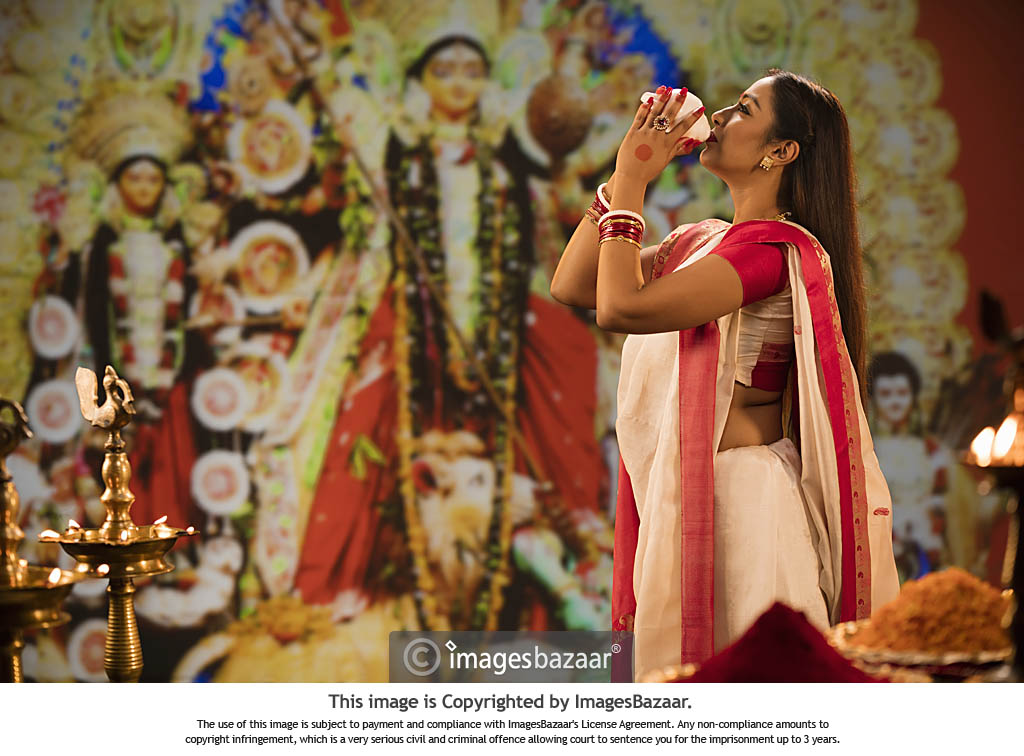 © imagesbazaar®
This image is Copyrighted by ImagesBazaar.
The use of this image is subject to payment and compliance with ImagesBazaar's License Agreement. Any non-compliance amounts to
copyright infringement, which is a very serious civil and criminal offence allowing court to sentence you for the imprisonment up to 3 years.